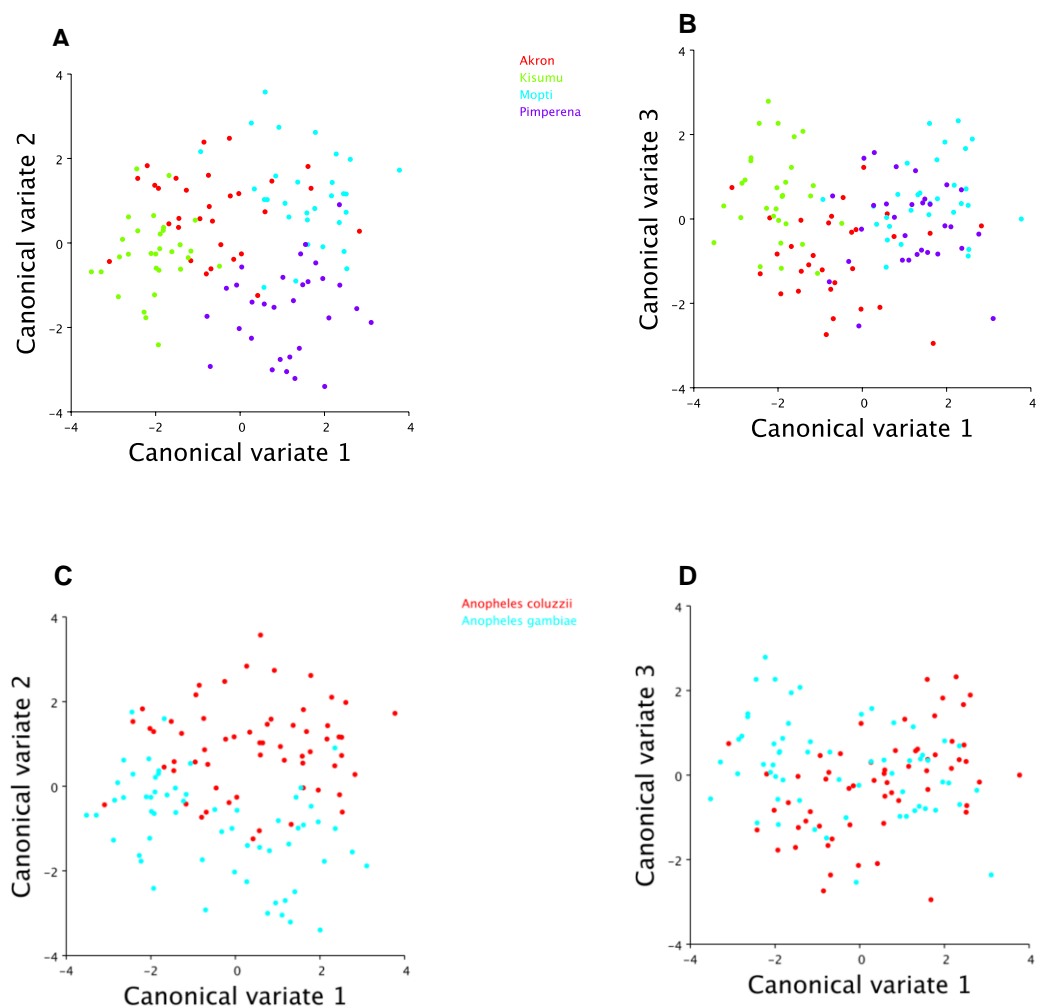 A
B
Akron
Kisumu
Mopti
Pimperena
4
2
0
−2
−4
−4
−2
0
2
4
Canonical variate 2
Canonical variate 1
4
2
0
−2
−4
−4
−2
0
2
4
Canonical variate 3
Canonical variate 1
C
D
Anopheles coluzzii
Anopheles gambiae
4
2
0
−2
−4
−4
−2
0
2
4
Canonical variate 2
Canonical variate 1
4
2
0
−2
−4
−4
−2
0
2
4
Canonical variate 3
Canonical variate 1